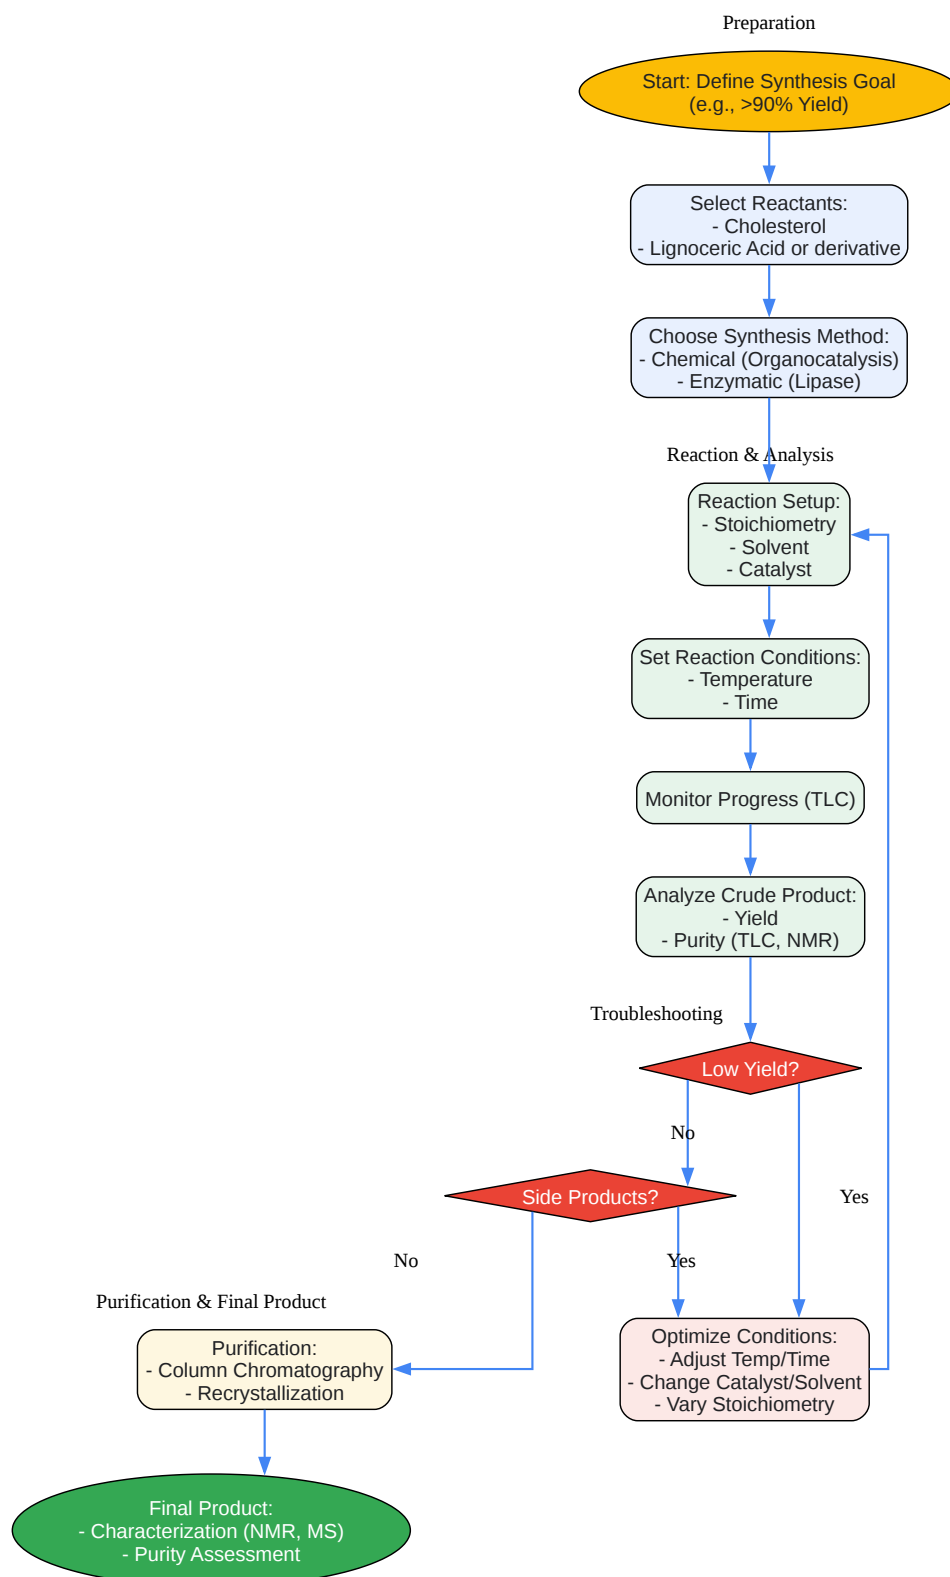 Preparation
Start: Define Synthesis Goal
(e.g., >90% Yield)
Select Reactants:
- Cholesterol
- Lignoceric Acid or derivative
Choose Synthesis Method:
- Chemical (Organocatalysis)
- Enzymatic (Lipase)
Reaction & Analysis
Reaction Setup:
- Stoichiometry
- Solvent
- Catalyst
Set Reaction Conditions:
- Temperature
- Time
Monitor Progress (TLC)
Analyze Crude Product:
- Yield
- Purity (TLC, NMR)
Troubleshooting
Low Yield?
No
Side Products?
Yes
No
Yes
Purification & Final Product
Purification:
- Column Chromatography
- Recrystallization
Optimize Conditions:
- Adjust Temp/Time
- Change Catalyst/Solvent
- Vary Stoichiometry
Final Product:
- Characterization (NMR, MS)
- Purity Assessment